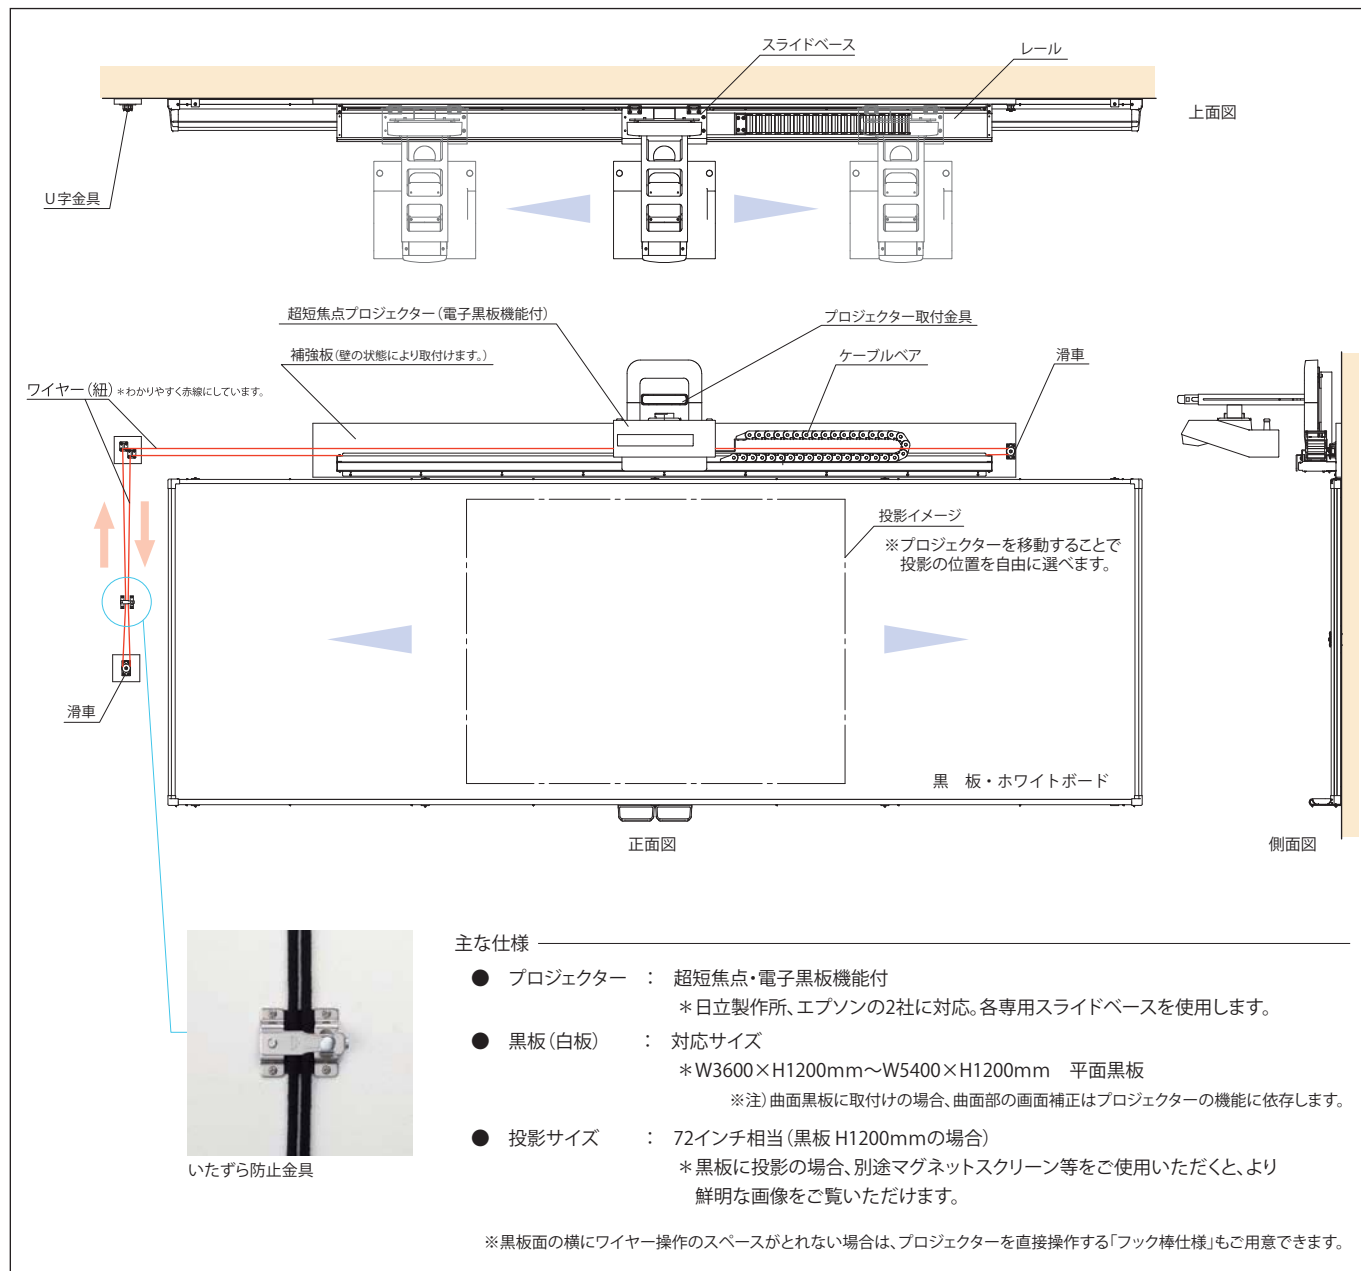 スライドベース
レール
上面図
U字金具
超短焦点プロジェクター(電子黒板機能付)
プロジェクター取付金具
補強板(壁の状態により取付けます。)
ケーブルベア
滑車
ワイヤー(紐)*わかりやすく赤線にしています。
投影イメージ
※プロジェクターを移動することで
投影の位置を自由に選べます。
滑車
黒 板・ホワイトボード
正面図
側面図
主な仕様
● プロジェクター : 超短焦点・電子黒板機能付
*日立製作所、エプソンの2社に対応。各専用スライドベースを使用します。
● 黒板(白板) : 対応サイズ
*W3600×H1200mm〜W5400×H1200mm 平面黒板
※注)曲面黒板に取付けの場合、曲面部の画面補正はプロジェクターの機能に依存します。
● 投影サイズ : 72インチ相当(黒板 H1200mmの場合)
*黒板に投影の場合、別途マグネットスクリーン等をご使用いただくと、より
鮮明な画像をご覧いただけます。
いたずら防止金具
※黒板面の横にワイヤー操作のスペースがとれない場合は、プロジェクターを直接操作する「フック棒仕様」もご用意できます。